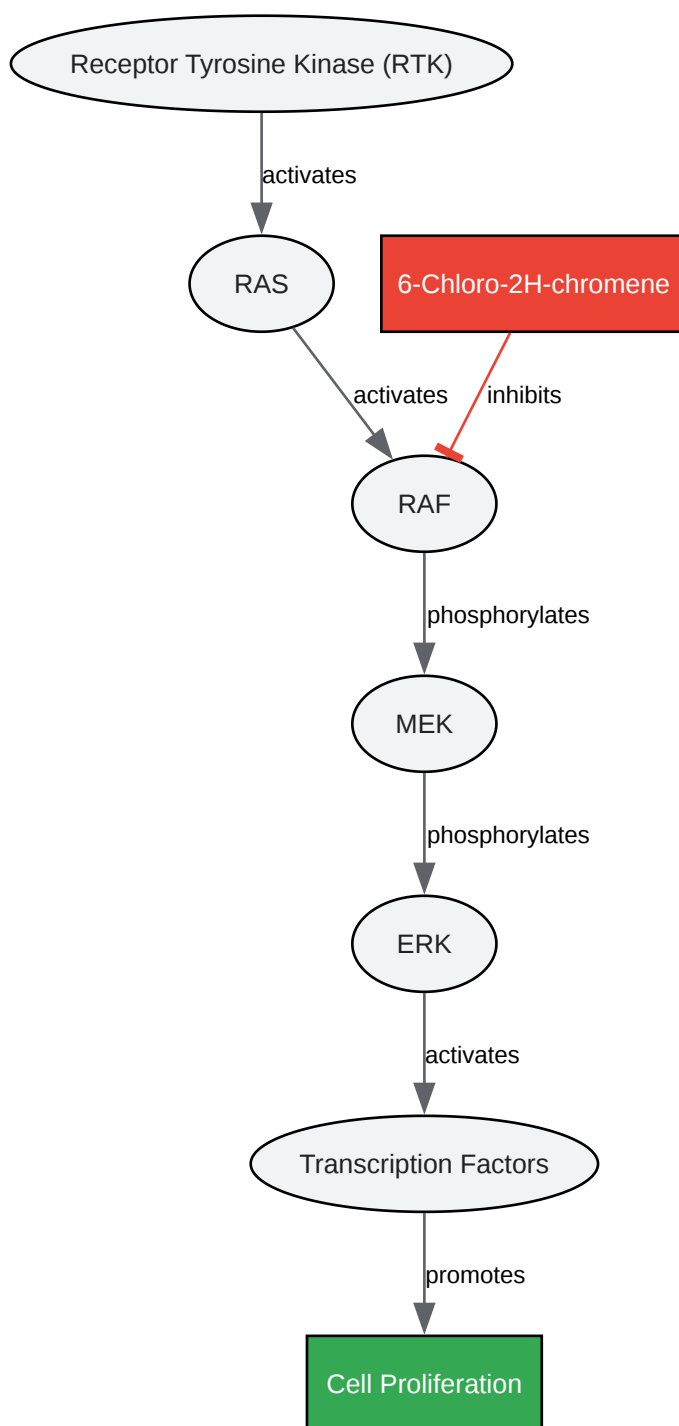 Receptor Tyrosine Kinase (RTK)
activates
RAS
6-Chloro-2H-chromene
activates
inhibits
RAF
phosphorylates
MEK
phosphorylates
ERK
activates
Transcription Factors
promotes
Cell Proliferation